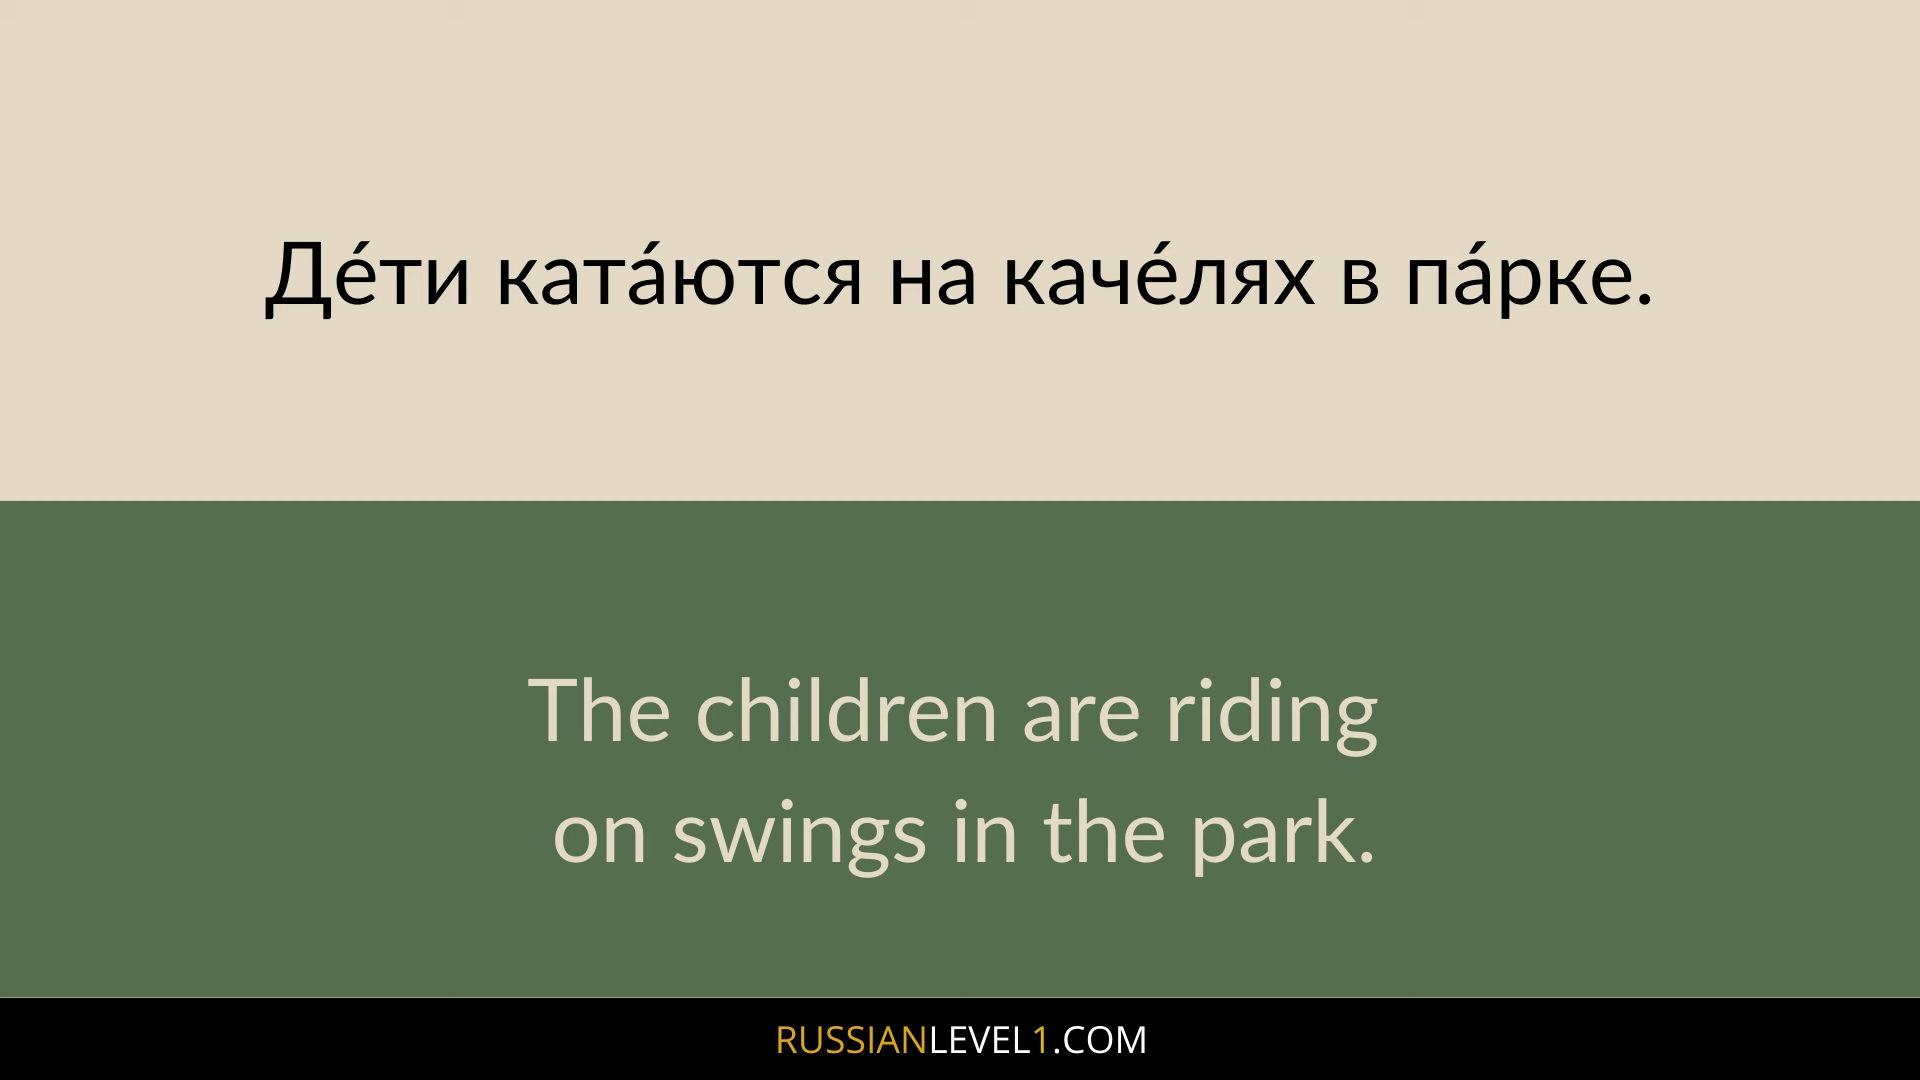 Де́ти ката́ются на каче́лях в па́рке.
The children are riding
on swings in the park.
RUSSIANLEVEL1.COM